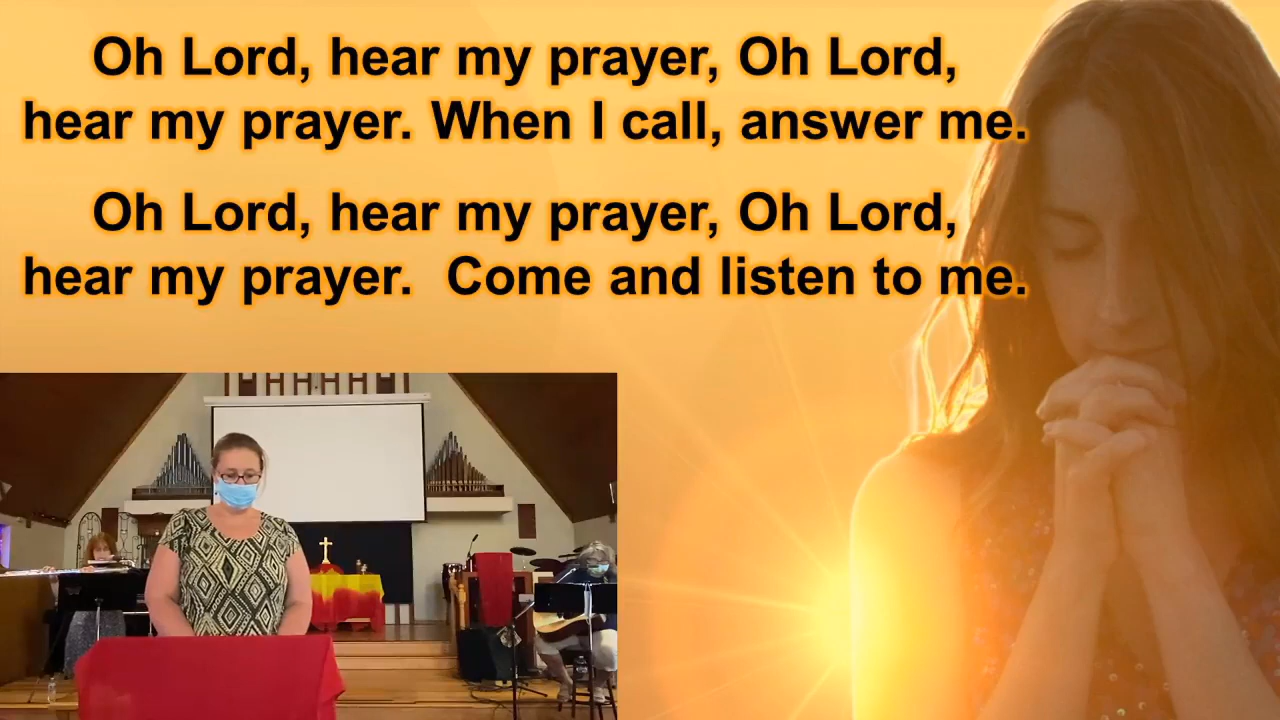 Oh Lord, hear my prayer, Oh Lord,
hear my prayer. When I call, answer me.
Oh Lord, hear my prayer, Oh Lord,
hear my prayer.  Come and listen to me.